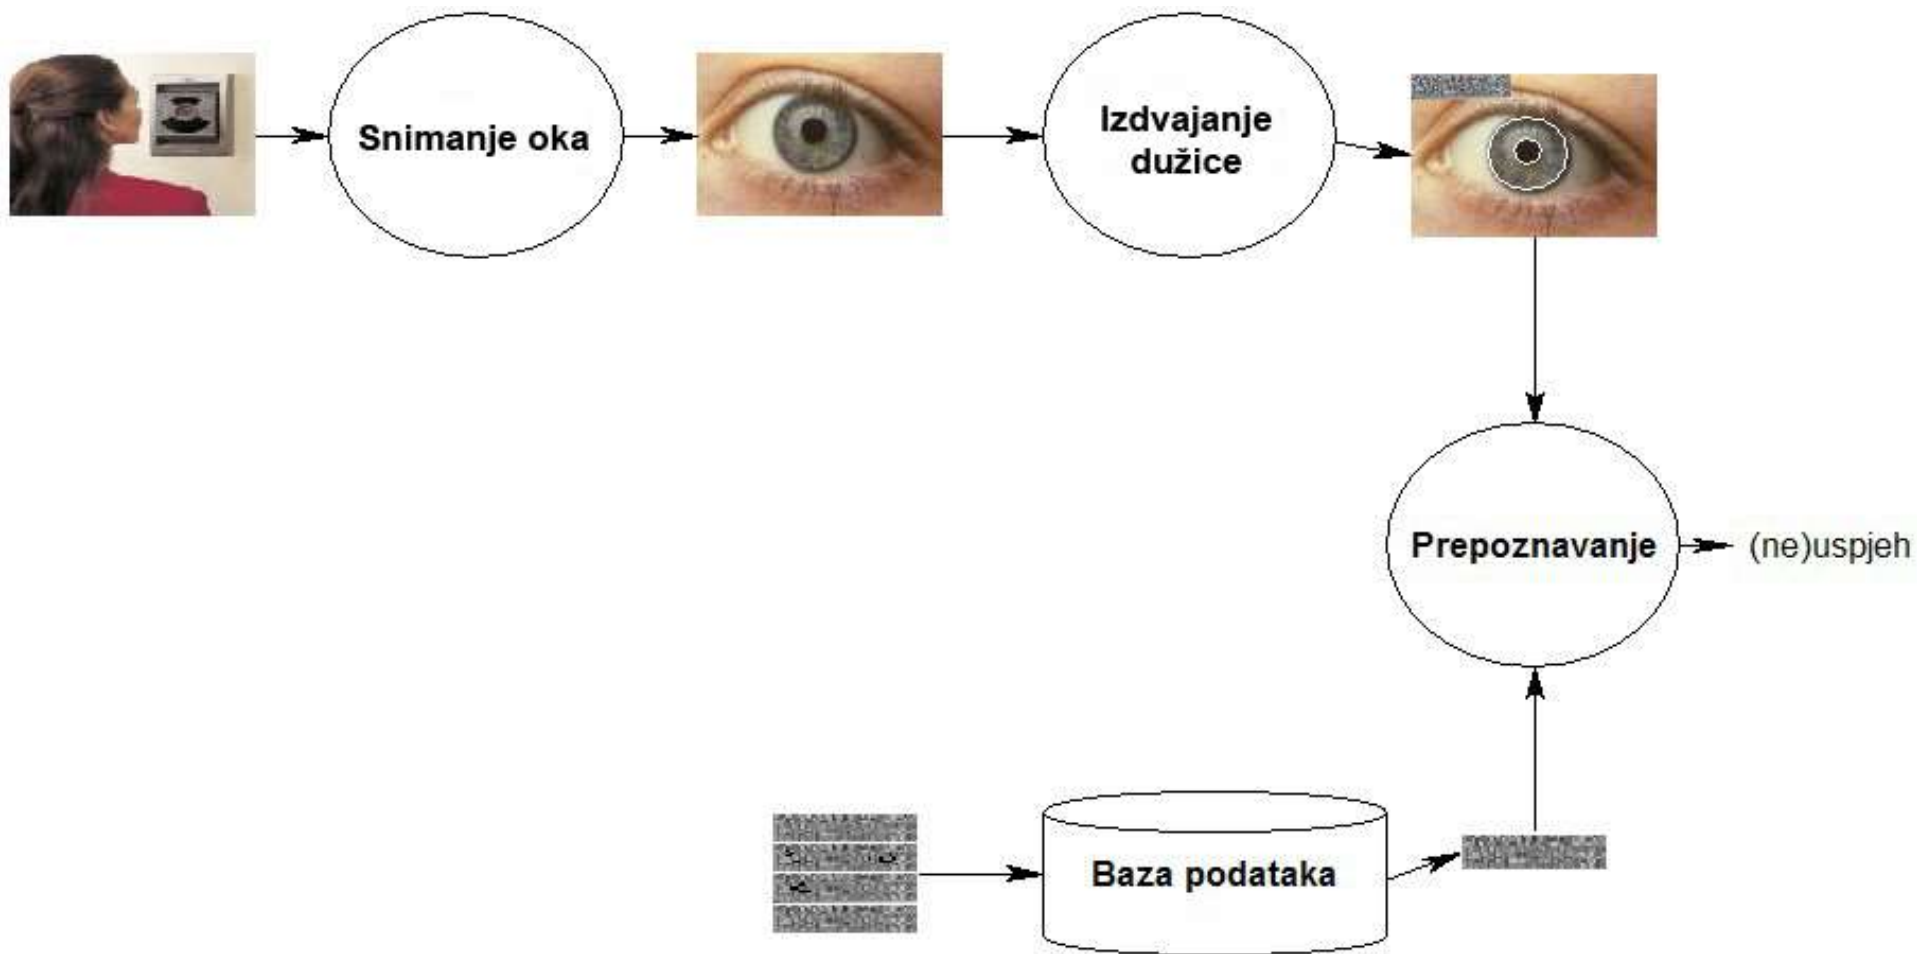 Snimanje oka
Izdvajanje
dužice
Prepoznavanje
(ne)uspjeh
Baza podataka